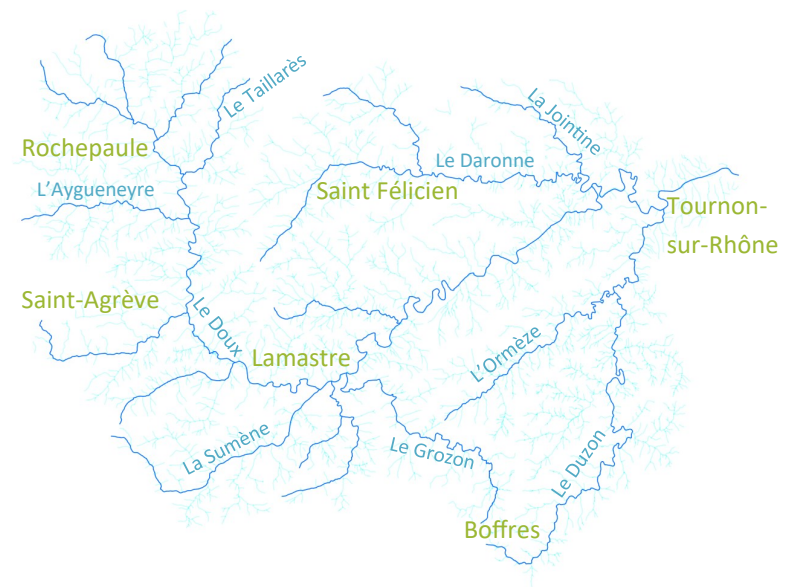 Le Taillarès
La Jointine
Rochepaule
Le Daronne
L'Aygueneyre
Saint Félicien
Tournon-
sur-Rhône
Saint-Agrève
Le Doux
Lamastre
L'Ormèze
La Sumène
Le Grozon
Le Duzon
Boffres